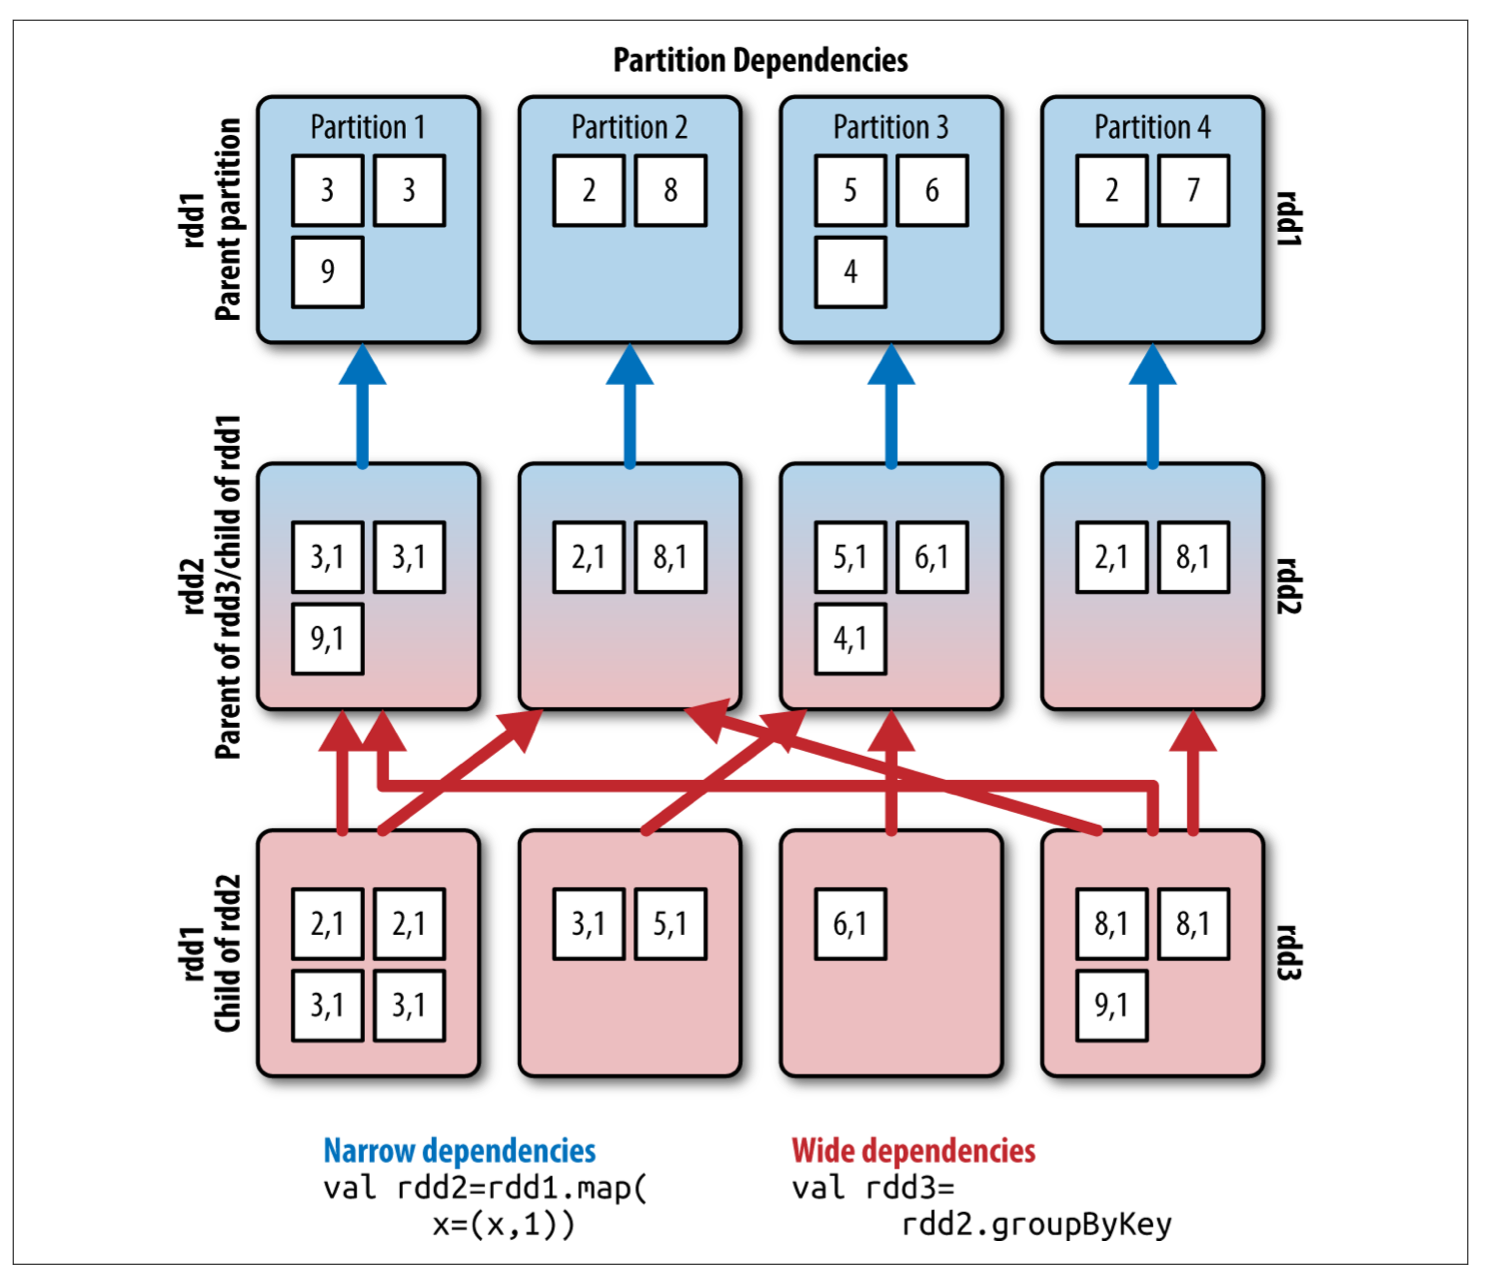 Partition Dependencies
rdd1
Parent partition
Partition 1
3 3
9
Partition 2
2 8
Partition 3
5 6
4
Partition 4
2 7
rdd1
rdd2
Parent of rdd3/child of rdd1
3,1 3,1
9,1
2,1 8,1
5,1 6,1
4,1
2,1 8,1
rdd2
rdd1
Child of rdd2
2,1 2,1
3,1 3,1
3,1 5,1
6,1
8,1 8,1
9,1
rdd3
Narrow dependencies
val rdd2=rdd1.map(
x=(x,1))
Wide dependencies
val rdd3=
rdd2.groupByKey